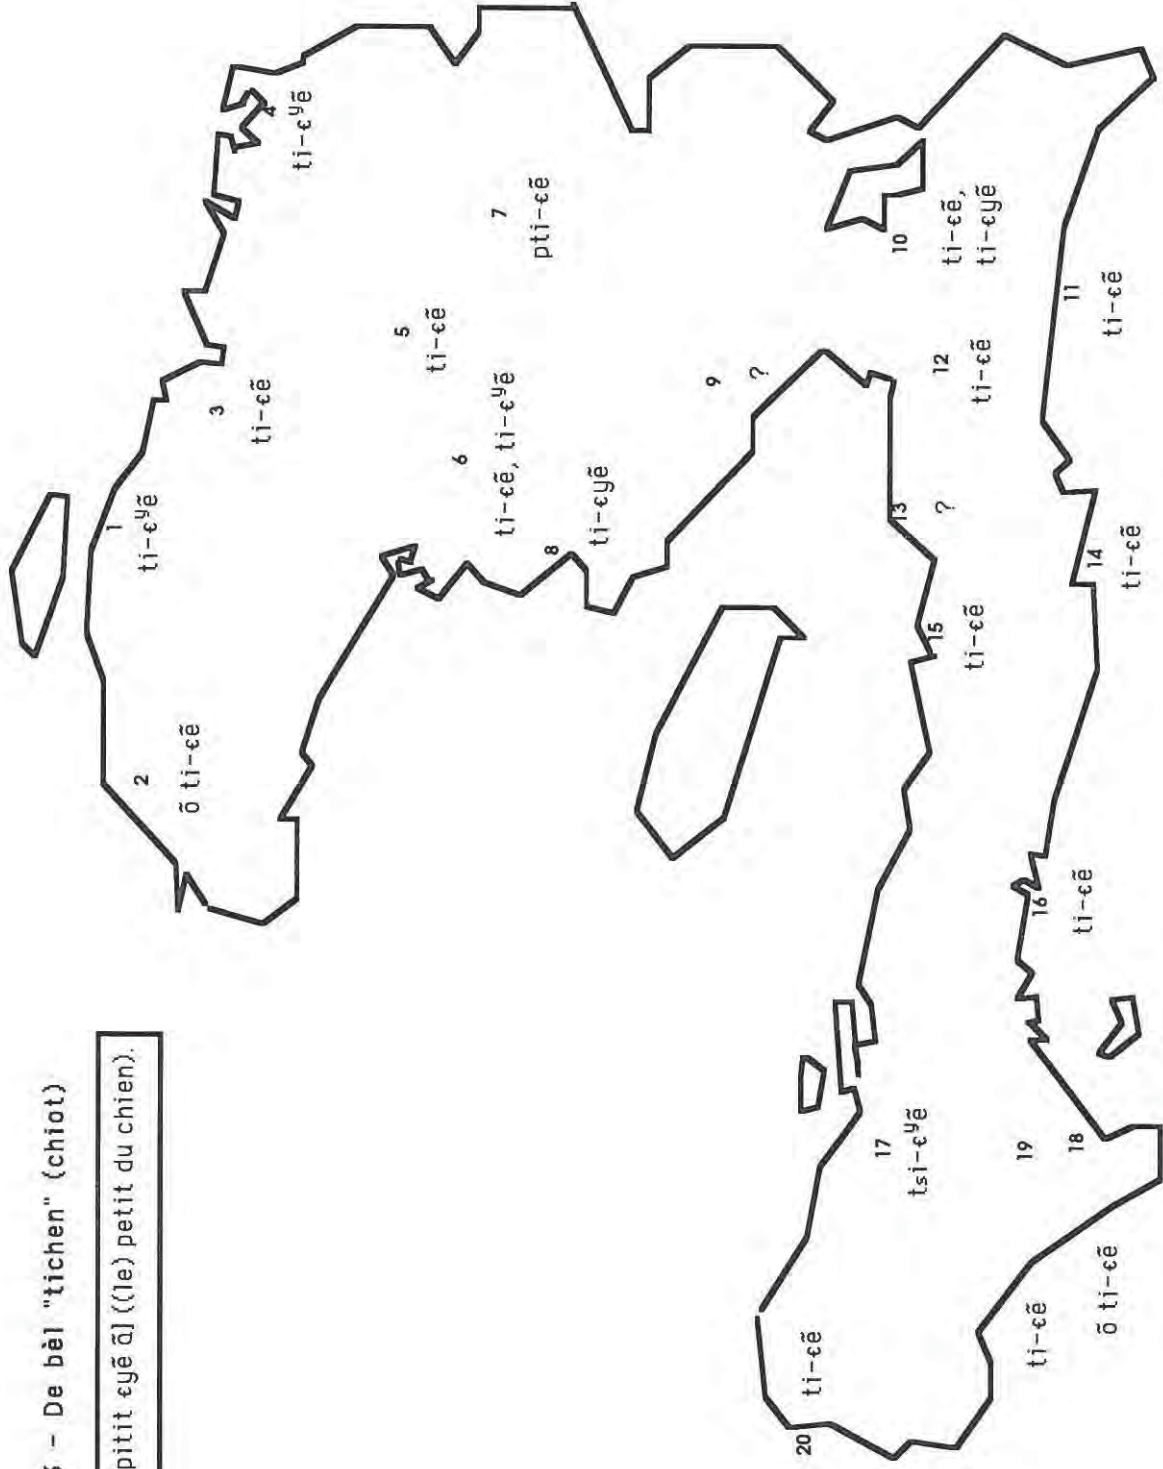 - De bèl "tichen" (chiot)
pitit ɛyẽ ã] ((le) petit du chien).
1
ti-ɛʸẽ
2
õ ti-ɛẽ
3
ti-ɛẽ
4
ti-ɛʸẽ
5
ti-ɛẽ
6
ti-ɛẽ, ti-ɛʸẽ
7
pti-ɛẽ
8
ti-ɛyẽ
9
?
10
ti-ɛẽ,
ti-ɛyẽ
11
ti-ɛẽ
12
ti-ɛẽ
13
?
14
ti-ɛẽ
15
ti-ɛẽ
16
ti-ɛẽ
17
tsi-ɛʸẽ
18
õ ti-ɛẽ
19
ti-ɛẽ
20
ti-ɛẽ